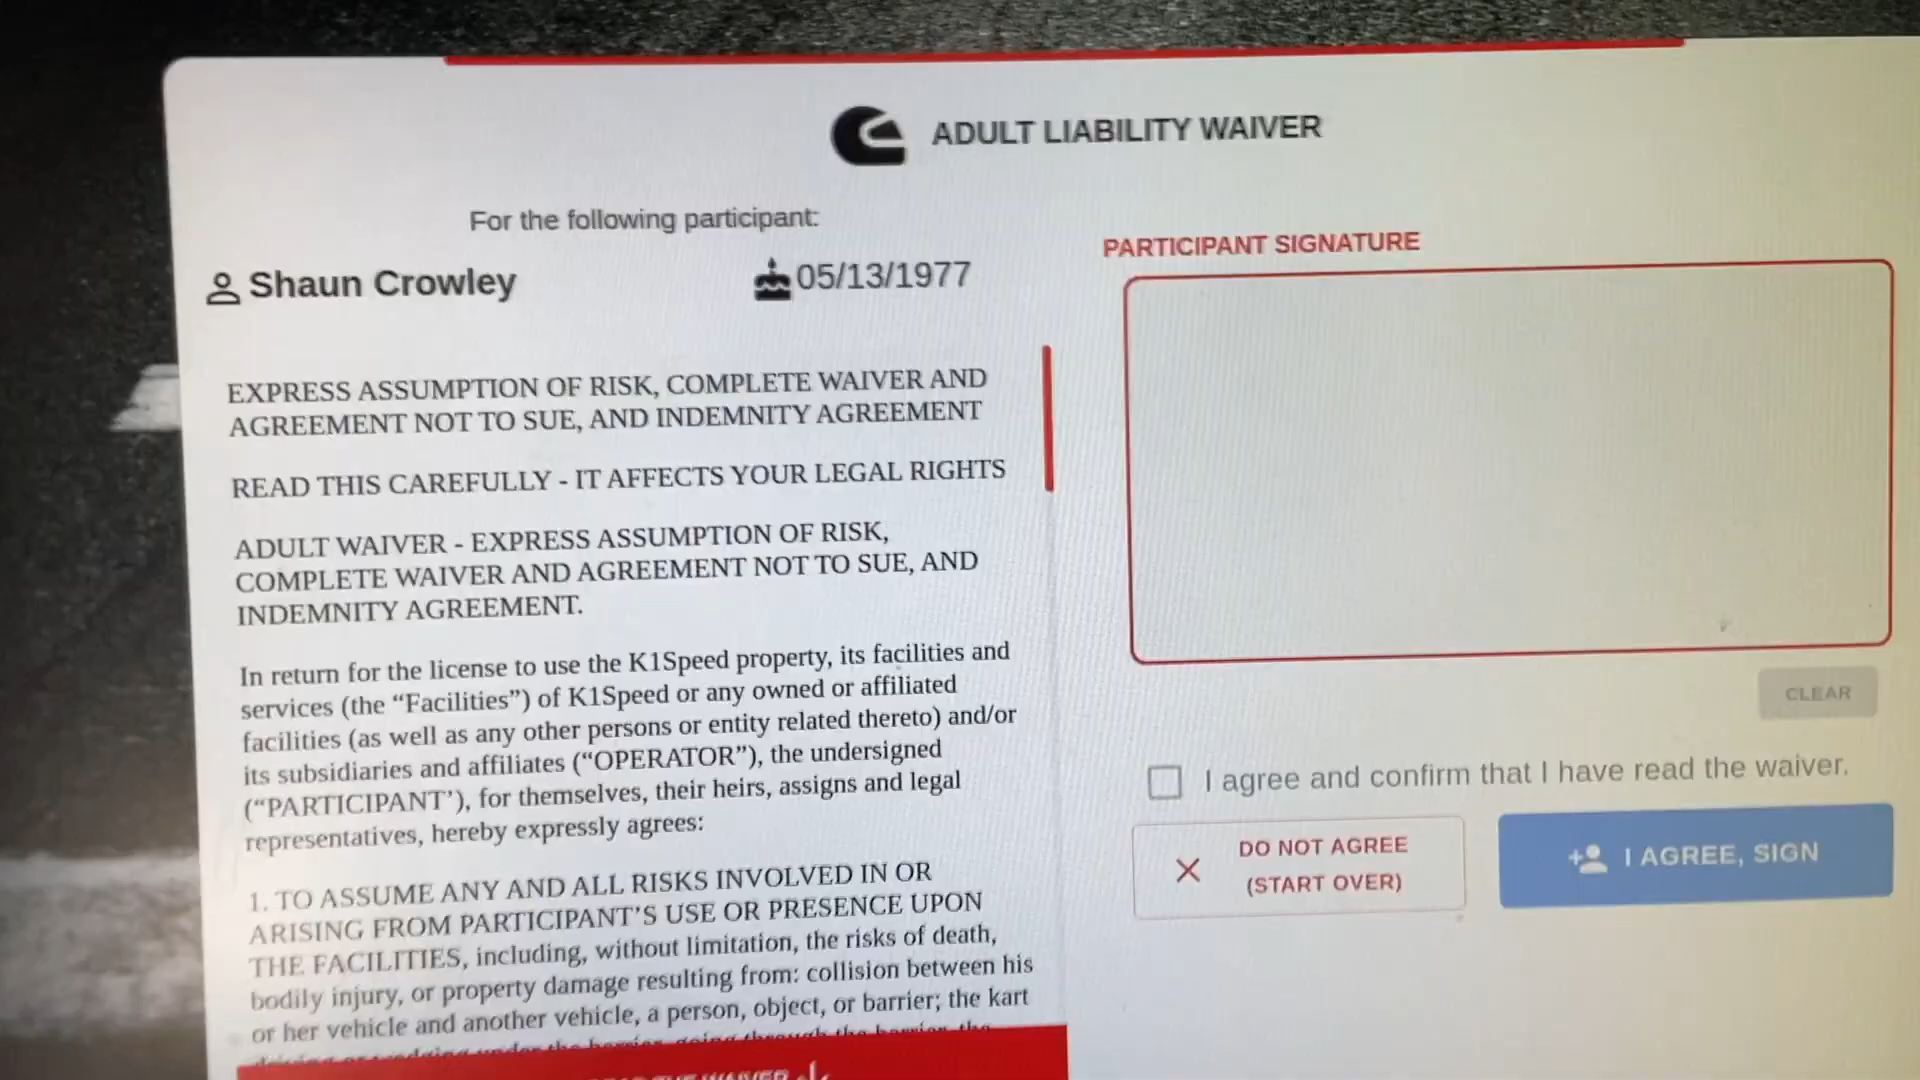 ADULT LIABILITY WAIVER
For the following participant:
Shaun Crowley
05/13/1977
EXPRESS ASSUMPTION OF RISK, COMPLETE WAIVER AND
AGREEMENT NOT TO SUE, AND INDEMNITY AGREEMENT
READ THIS CAREFULLY - IT AFFECTS YOUR LEGAL RIGHTS
ADULT WAIVER - EXPRESS ASSUMPTION OF RISK,
COMPLETE WAIVER AND AGREEMENT NOT TO SUE, AND
INDEMNITY AGREEMENT.
In return for the license to use the K1Speed property, its facilities and
services (the “Facilities”) of K1Speed or any owned or affiliated
facilities (as well as any other persons or entity related thereto) and/or
its subsidiaries and affiliates (“OPERATOR”), the undersigned
(“PARTICIPANT’), for themselves, their heirs, assigns and legal
representatives, hereby expressly agrees:
1. TO ASSUME ANY AND ALL RISKS INVOLVED IN OR
ARISING FROM PARTICIPANT’S USE OR PRESENCE UPON
THE FACILITIES, including, without limitation, the risks of death,
bodily injury, or property damage resulting from: collision between his
or her vehicle and another vehicle, a person, object, or barrier; the kart
going through the barrier, the
WAIVER
PARTICIPANT SIGNATURE
CLEAR
I agree and confirm that I have read the waiver.
DO NOT AGREE
(START OVER)
I AGREE, SIGN